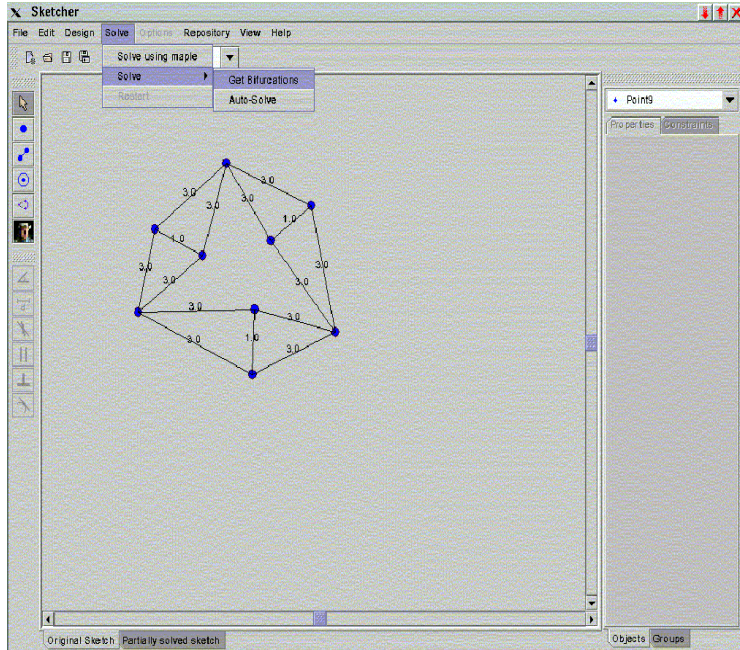 Sketcher
File Edit Design Solve Options Repository View Help
Solve using maple
Solve
Restart
Get Bifurcations
Auto-Solve
Point9
Properties Constraints
3.0
3.0
3.0
3.0
3.0
1.0
1.0
3.0
3.0
3.0
3.0
3.0
3.0
3.0
1.0
3.0
Original Sketch Partially solved sketch
Objects Groups